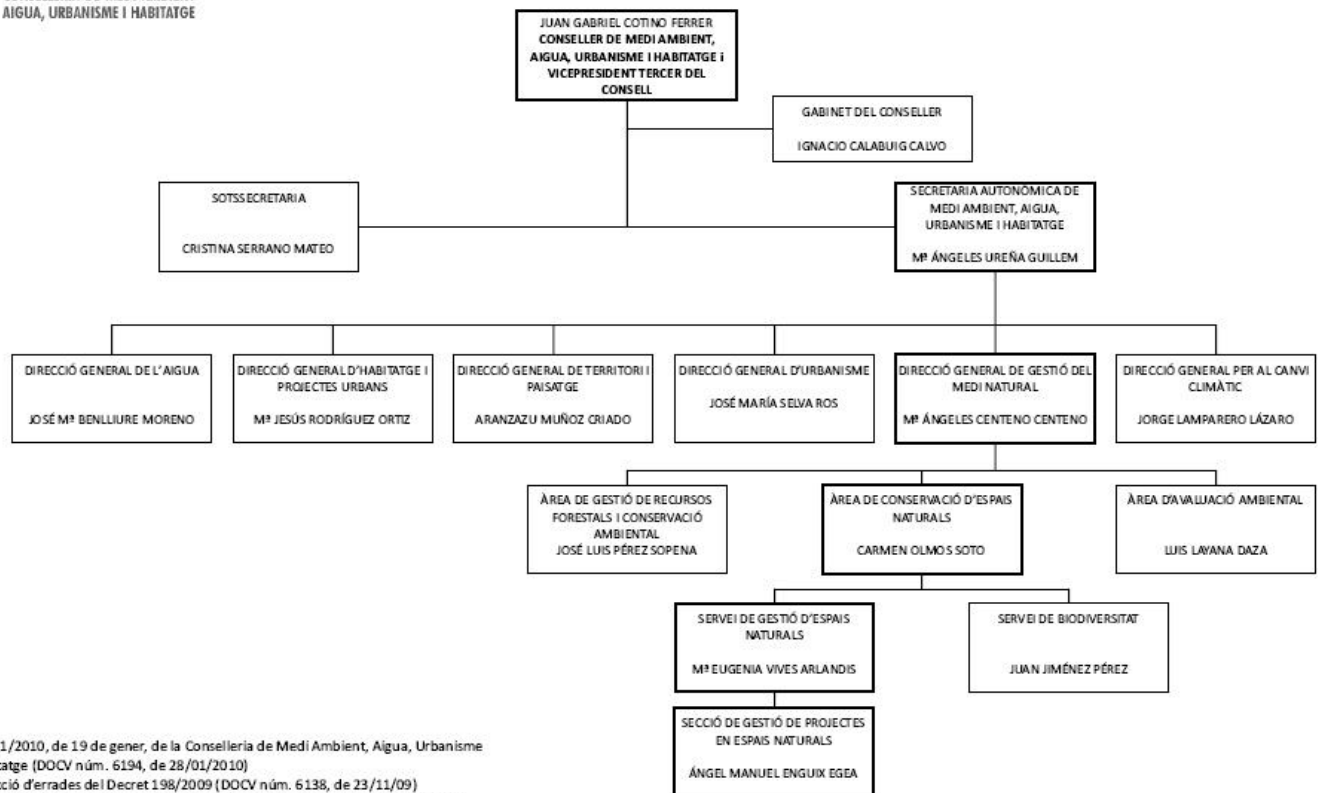 AIGUA, URBANISME I HABITATGE
JUAN GABRIEL COTINO FERRER
CONSELLER DE MEDI AMBIENT,
AIGUA, URBANISME I HABITATGE i
VICEPRESIDENT TERCER DEL
CONSELL
GABINET DEL CONSELLER
IGNACIO CALABUIG CALVO
SOTSSECRETARIA
CRISTINA SERRANO MATEO
SECRETARIA AUTONÒMICA DE
MEDI AMBIENT, AIGUA,
URBANISME I HABITATGE
Mª ÁNGELES UREÑA GUILLEM
DIRECCIÓ GENERAL DE L'AIGUA
JOSÉ Mª BENLLIURE MORENO
DIRECCIÓ GENERAL D'HABITATGE I
PROJECTES URBANS
Mª JESÚS RODRÍGUEZ ORTIZ
DIRECCIÓ GENERAL DE TERRITORI I
PAISATGE
ARANZAZU MUÑOZ CRIADO
DIRECCIÓ GENERAL D'URBANISME
JOSÉ MARÍA SELVA ROS
DIRECCIÓ GENERAL DE GESTIÓ DEL
MEDI NATURAL
Mª ÁNGELES CENTENO CENTENO
DIRECCIÓ GENERAL PER AL CANVI
CLIMÀTIC
JORGE LAMPARERO LÁZARO
ÀREA DE GESTIÓ DE RECURSOS
FORESTALS I CONSERVACIÓ
AMBIENTAL
JOSÉ LUIS PÉREZ SOPENA
ÀREA DE CONSERVACIÓ D'ESPAIS
NATURALS
CARMEN OLMOS SOTO
ÀREA D'AVALUACIÓ AMBIENTAL
LUIS LAYANA DAZA
SERVEI DE GESTIÓ D'ESPAIS
NATURALS
Mª EUGENIA VIVES ARLANDIS
SERVEI DE BIODIVERSITAT
JUAN JIMÉNEZ PÉREZ
SECCIÓ DE GESTIÓ DE PROJECTES
EN ESPAIS NATURALS
ÁNGEL MANUEL ENGUIX EGEA
1/2010, de 19 de gener, de la Conselleria de Medi Ambient, Aigua, Urbanisme
tatge (DOCV núm. 6194, de 28/01/2010)
cció d'errades del Decret 198/2009 (DOCV núm. 6138, de 23/11/09)